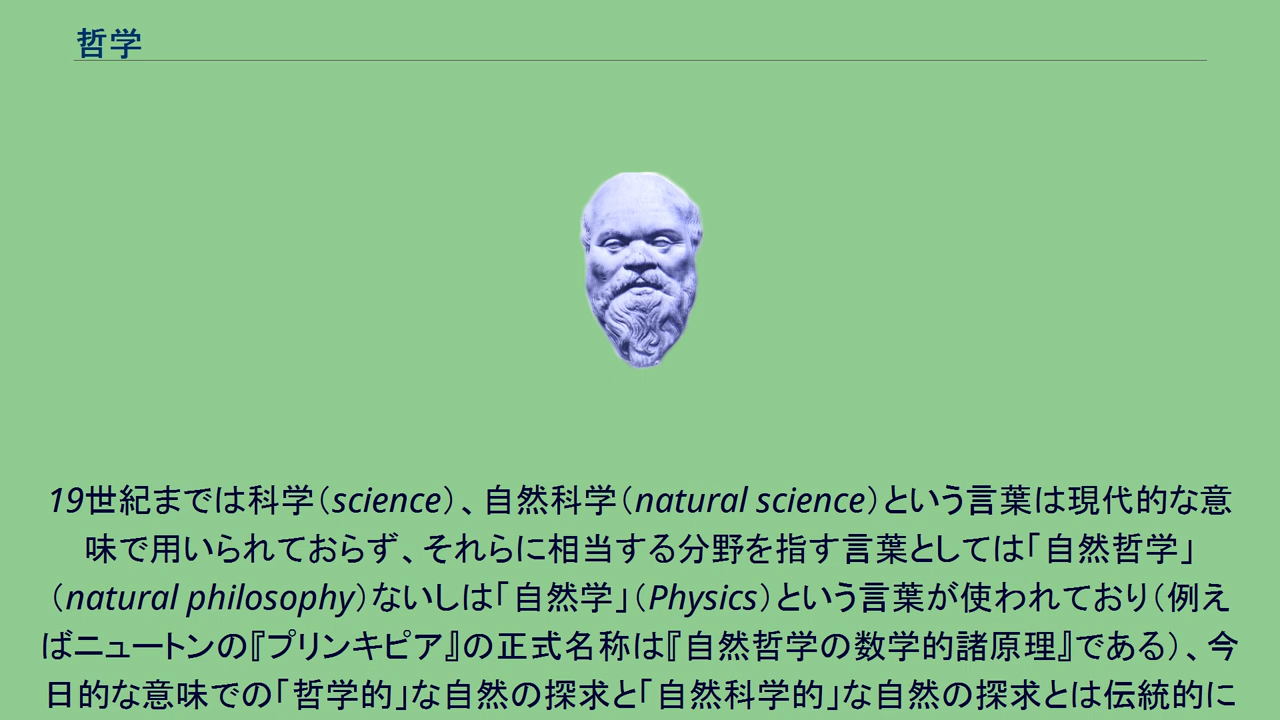 哲学
19世紀までは科学（science）、自然科学（natural science）という言葉は現代的な意
味で用いられておらず、それらに相当する分野を指す言葉としては「自然哲学」
（natural philosophy）ないしは「自然学」（Physics）という言葉が使われており（例え
ばニュートンの『プリンキピア』の正式名称は『自然哲学の数学的諸原理』である）、今
日的な意味での「哲学的」な自然の探求と「自然科学的」な自然の探求とは伝統的に